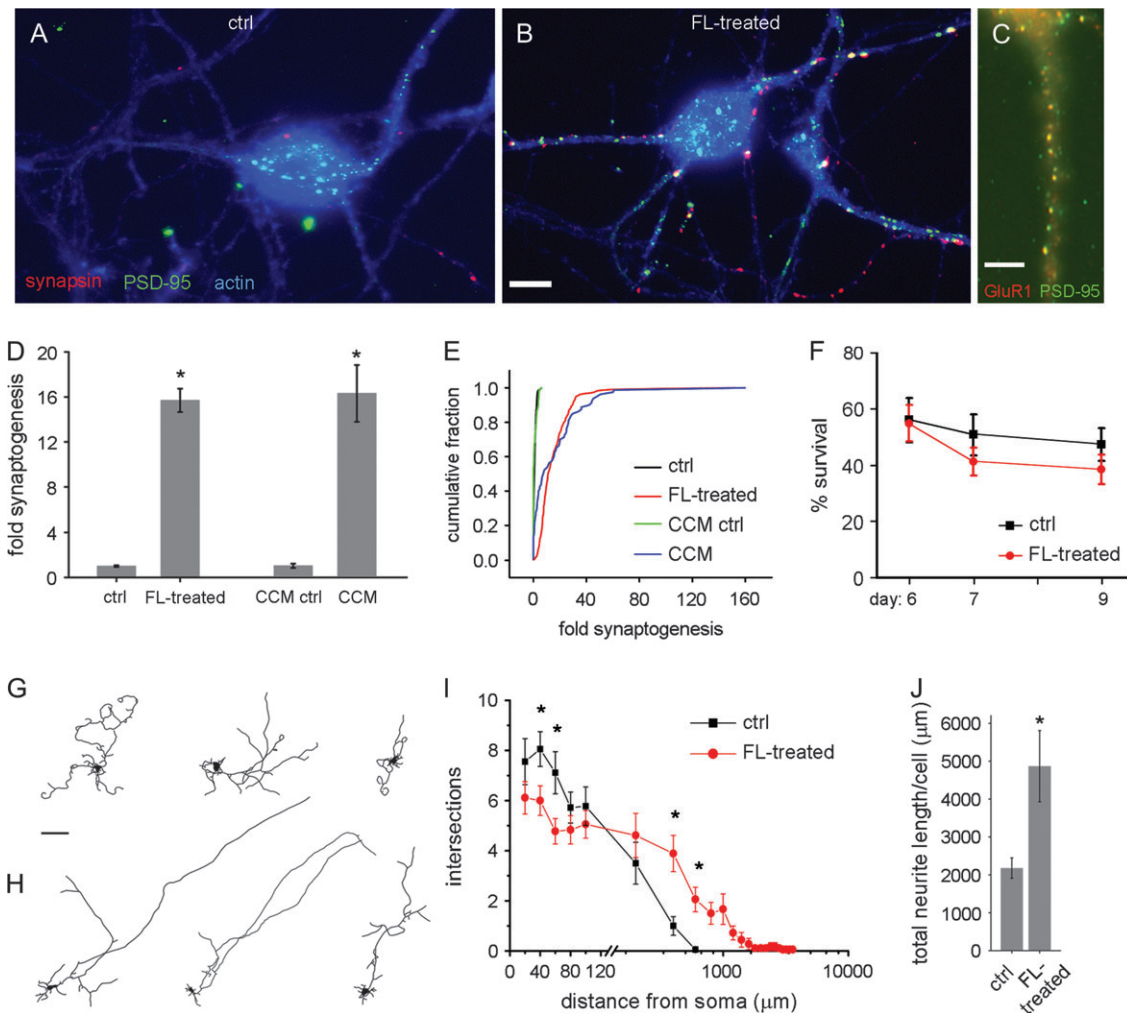 A
ctrl
synapsin PSD-95 actin
B
FL-treated
C
GluR1 PSD-95
D
fold synaptogenesis
20
16
12
8
4
0
*
*
ctrl FL-treated CCM ctrl CCM
E
cumulative fraction
1.0
0.8
0.6
0.4
0.2
0.0
ctrl
FL-treated
CCM ctrl
CCM
0 40 80 120 160
fold synaptogenesis
F
% survival
80
60
40
20
0
ctrl
FL-treated
day: 6 7 9
G
H
I
intersections
10
8
6
4
2
0
* *
* *
ctrl
FL-treated
0 40 80 120 1000 10000
distance from soma (μm)
J
total neurite length/cell (μm)
6000
5000
4000
3000
2000
1000
0
*
ctrl
FL-
treated